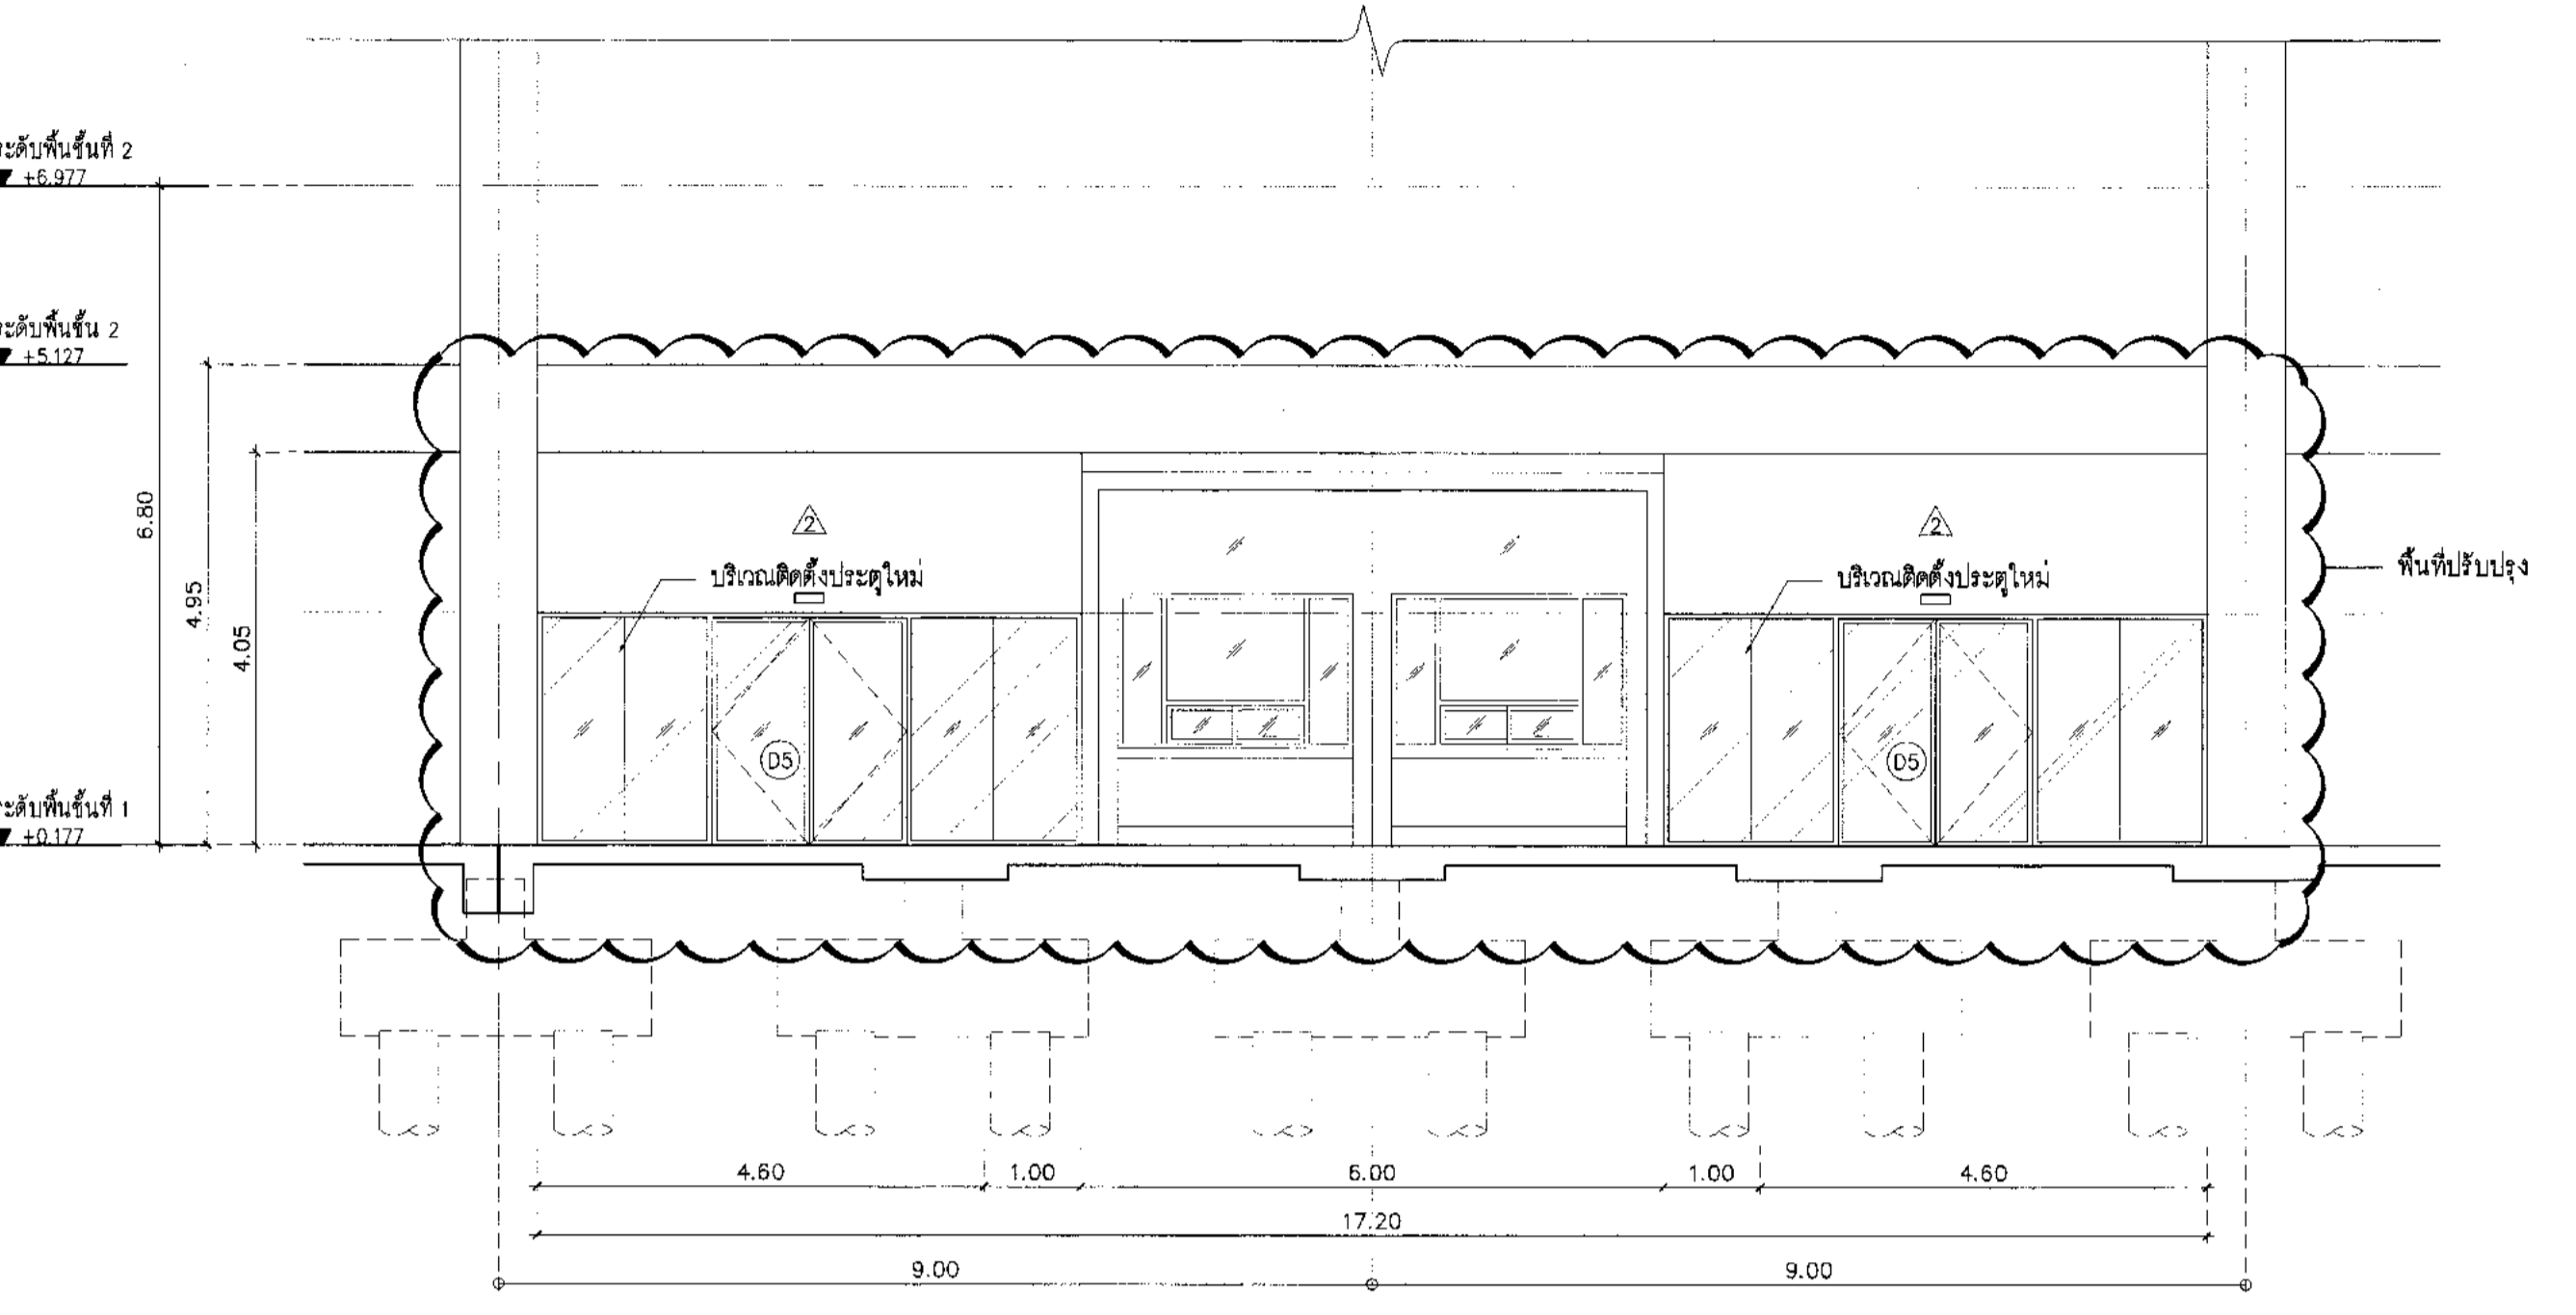 ระดับพื้นชั้นที่ 2
+6.977
ระดับพื้นชั้น 2
+5.127
6.80
4.95
4.05
2
บริเวณติดตั้งประตูใหม่
2
บริเวณติดตั้งประตูใหม่
พื้นที่ปรับปรุง
D5
D5
ระดับพื้นชั้นที่ 1
+0.177
4.60
1.00
6.00
1.00
4.60
17.20
9.00
9.00